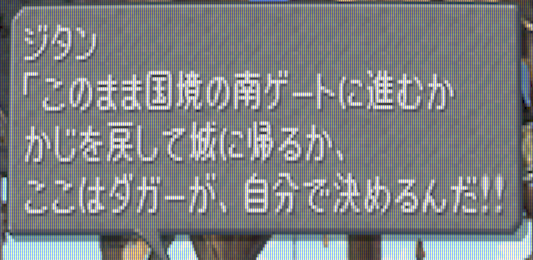 ジタン
「このまま国境の南ゲートに進むか
かじを戻して城に帰るか、
ここはダガーが、自分で決めるんだ!!